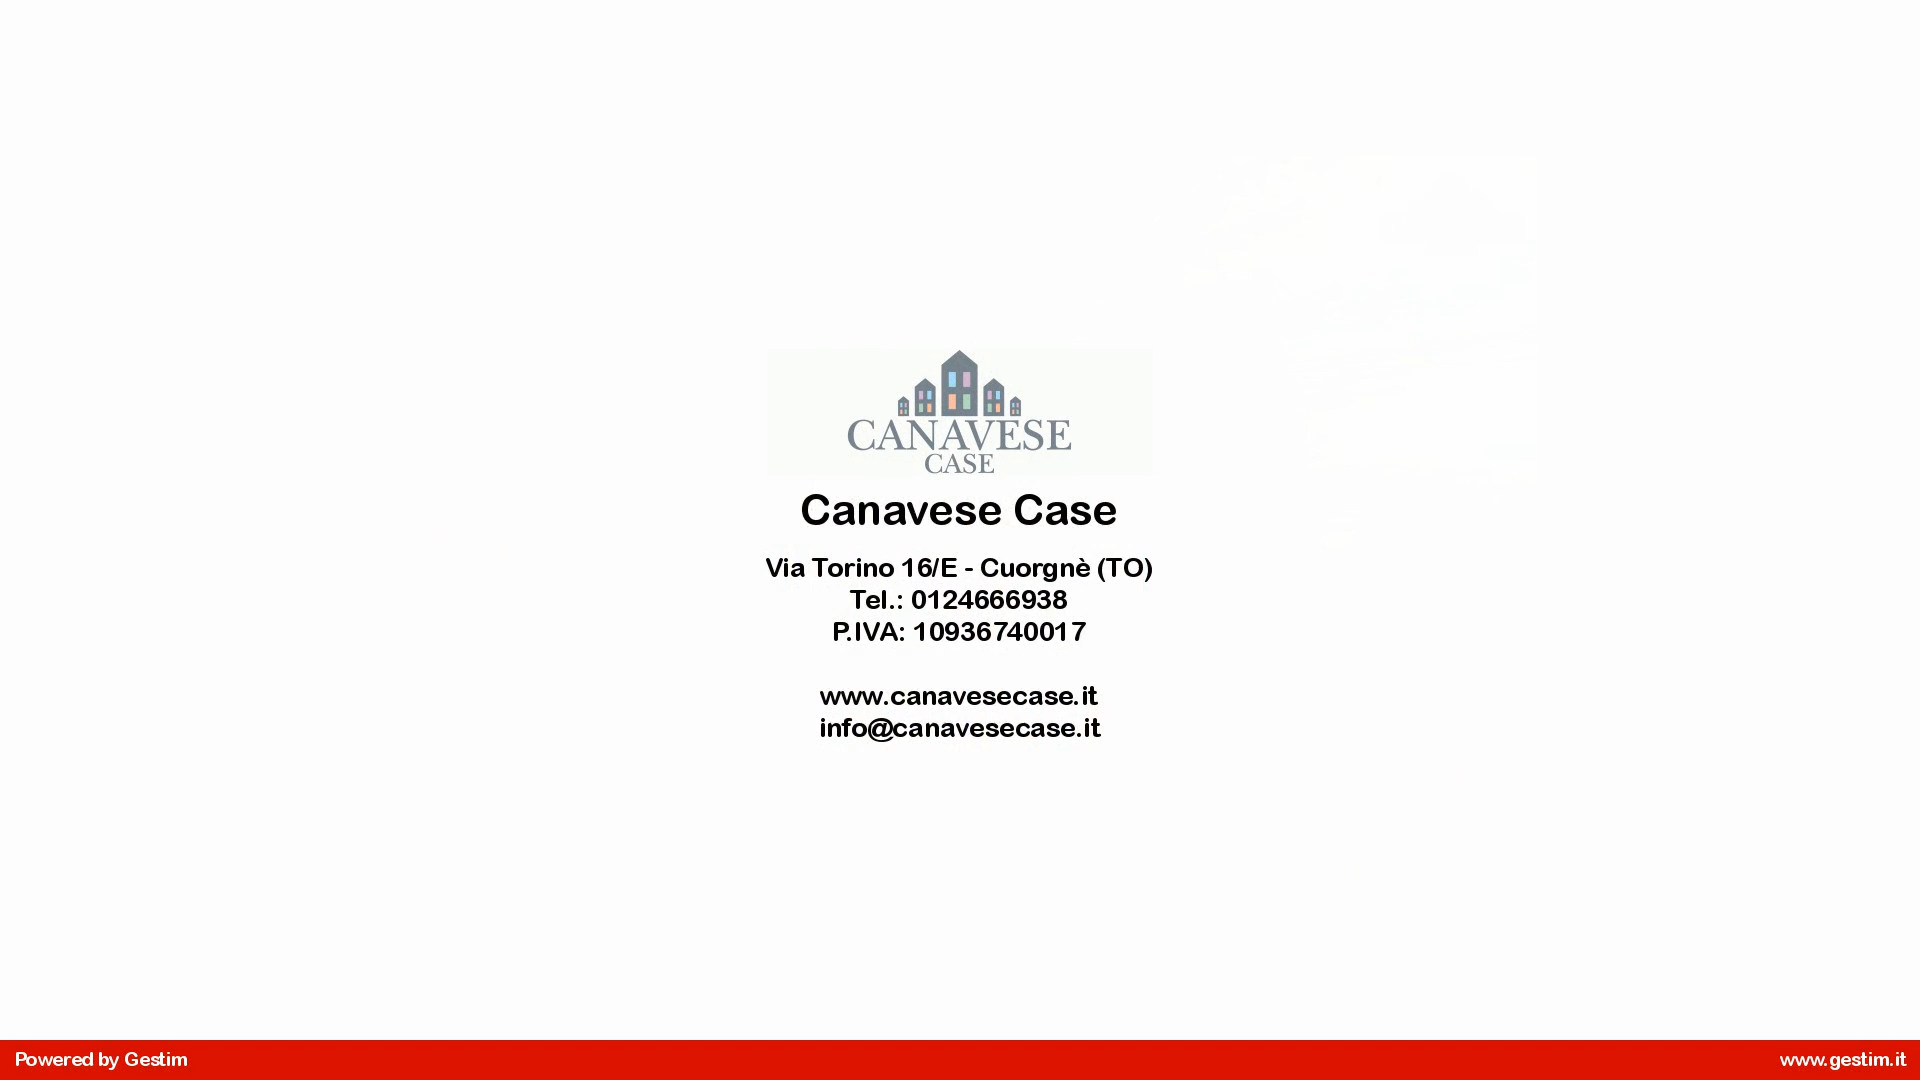 CANAVESE
CASE
Canavese Case
Via Torino 16/E - Cuorgnè (TO)
Tel.: 0124666938
P.IVA: 10936740017
www.canavesecase.it
info@canavesecase.it
Powered by Gestim
www.gestim.it